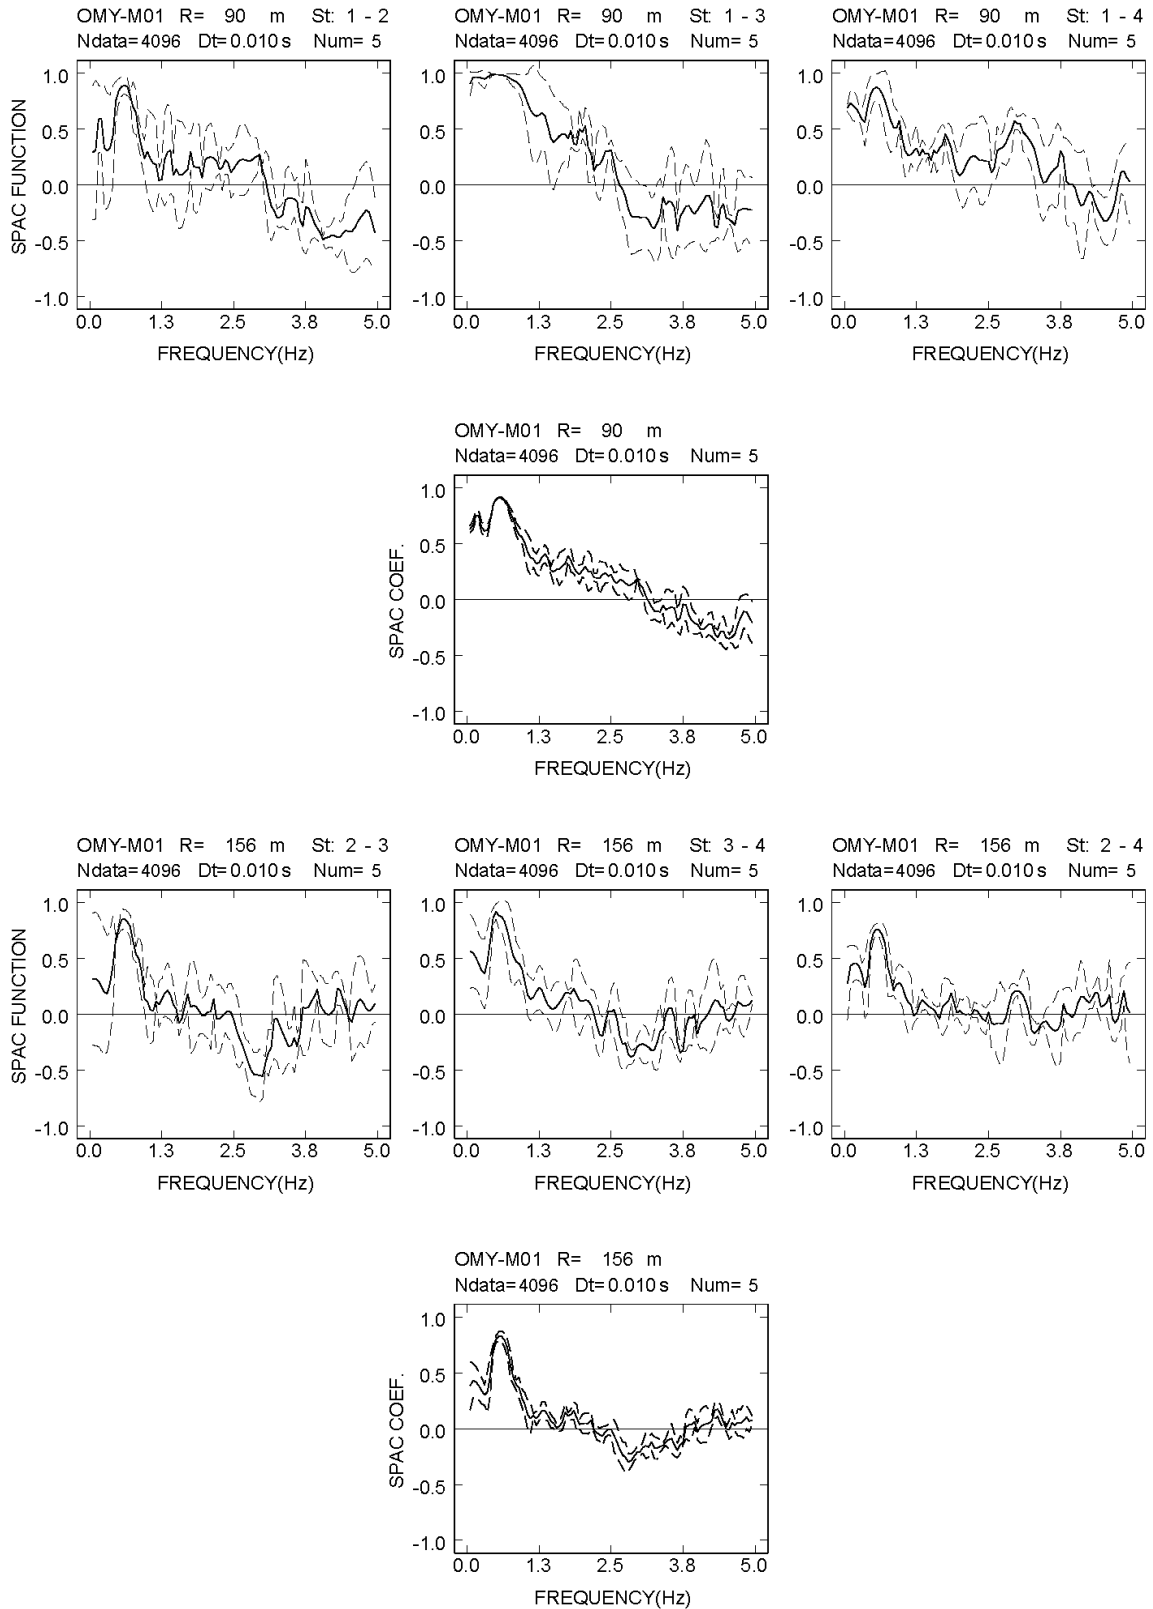 OMY-M01 R= 90 m St: 1 - 2
Ndata=4096 Dt=0.010 s Num= 5
OMY-M01 R= 90 m St: 1 - 3
Ndata=4096 Dt=0.010 s Num= 5
OMY-M01 R= 90 m St: 1 - 4
Ndata=4096 Dt=0.010 s Num= 5
SPAC FUNCTION
1.0
0.5
0.0
-0.5
-1.0
0.0 1.3 2.5 3.8 5.0
FREQUENCY(Hz)
1.0
0.5
0.0
-0.5
-1.0
0.0 1.3 2.5 3.8 5.0
FREQUENCY(Hz)
1.0
0.5
0.0
-0.5
-1.0
0.0 1.3 2.5 3.8 5.0
FREQUENCY(Hz)
OMY-M01 R= 90 m
Ndata=4096 Dt=0.010 s Num= 5
SPAC COEF.
1.0
0.5
0.0
-0.5
-1.0
0.0 1.3 2.5 3.8 5.0
FREQUENCY(Hz)
OMY-M01 R= 156 m St: 2 - 3
Ndata=4096 Dt=0.010 s Num= 5
OMY-M01 R= 156 m St: 3 - 4
Ndata=4096 Dt=0.010 s Num= 5
OMY-M01 R= 156 m St: 2 - 4
Ndata=4096 Dt=0.010 s Num= 5
SPAC FUNCTION
1.0
0.5
0.0
-0.5
-1.0
0.0 1.3 2.5 3.8 5.0
FREQUENCY(Hz)
1.0
0.5
0.0
-0.5
-1.0
0.0 1.3 2.5 3.8 5.0
FREQUENCY(Hz)
1.0
0.5
0.0
-0.5
-1.0
0.0 1.3 2.5 3.8 5.0
FREQUENCY(Hz)
OMY-M01 R= 156 m
Ndata=4096 Dt=0.010 s Num= 5
SPAC COEF.
1.0
0.5
0.0
-0.5
-1.0
0.0 1.3 2.5 3.8 5.0
FREQUENCY(Hz)